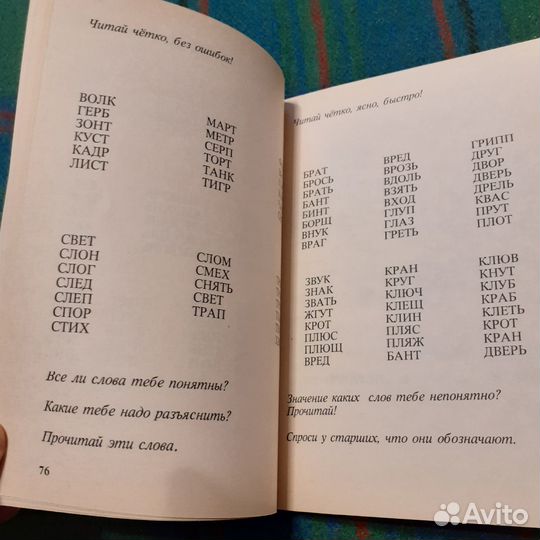 Читай чётко, без ошибок!
ВОЛК
ГЕРБ
ЗОНТ
КУСТ
КАДР
ЛИСТ
МАРТ
МЕТР
СЕРП
ТОРТ
ТАНК
ТИГР
СВЕТ
СЛОН
СЛОГ
СЛЕД
СЛЕП
СПОР
СТИХ
СЛОМ
СМЕХ
СНЯТЬ
СВЕТ
ТРАП
Все ли слова тебе понятны?
Какие тебе надо разъяснить?
Прочитай эти слова.
76
Читай чётко, ясно, быстро!
БРАТ
БРОСЬ
БРАТЬ
БАНТ
БИНТ
БОРЩ
ВНУК
ВРАГ
ВРЕД
ВРОЗЬ
ВДОЛЬ
ВЗЯТЬ
ВХОД
ГЛУП
ГЛАЗ
ГРЕТЬ
ГРИПП
ДРУГ
ДВОР
ДВЕРЬ
ДРЕЛЬ
КВАС
ПРУТ
ПЛОТ
ЗВУК
ЗНАК
ЗВАТЬ
ЖГУТ
КРОТ
ПЛЮС
ПЛЮЩ
ВРЕД
КРАН
КРУГ
КЛЮЧ
КЛЕЩ
КЛИН
ПЛЯС
ПЛЯЖ
БАНТ
КЛЮВ
КНУТ
КЛУБ
КРАБ
КЛЕТЬ
КРОТ
КРАН
ДВЕРЬ
Значение каких слов тебе непонятно?
Прочитай!
Спроси у старших, что они обозначают.
Avito